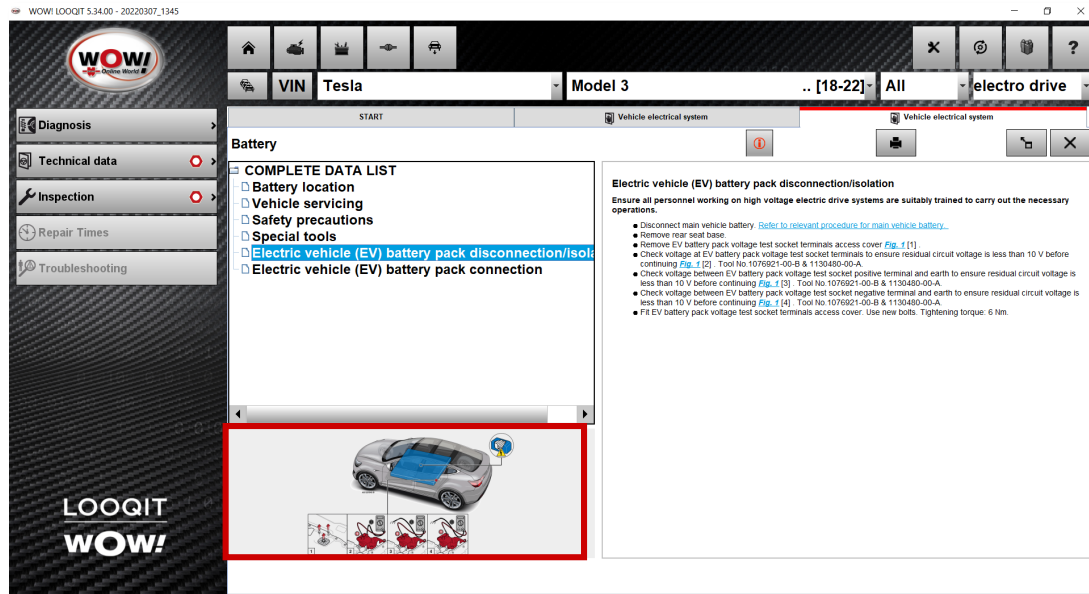 WOW! LOOQIT 5.34.00 - 20220307_1345
WOW!
Online World
?
VIN
Tesla
Model 3
.. [18-22]
All
electro drive
START
Vehicle electrical system
Vehicle electrical system
Diagnosis
Technical data
Inspection
Repair Times
Troubleshooting
LOOQIT
WOW!
Battery
COMPLETE DATA LIST
Battery location
Vehicle servicing
Safety precautions
Special tools
Electric vehicle (EV) battery pack disconnection/isola
Electric vehicle (EV) battery pack connection
1
2
3
4
Electric vehicle (EV) battery pack disconnection/isolation
Ensure all personnel working on high voltage electric drive systems are suitably trained to carry out the necessary
operations.
● Disconnect main vehicle battery. Refer to relevant procedure for main vehicle battery.
● Remove rear seat base.
● Remove EV battery pack voltage test socket terminals access cover Fig. 1 [1] .
● Check voltage at EV battery pack voltage test socket terminals to ensure residual circuit voltage is less than 10 V before
continuing Fig. 1 [2] . Tool No.1076921-00-B & 1130480-00-A.
● Check voltage between EV battery pack voltage test socket positive terminal and earth to ensure residual circuit voltage is
less than 10 V before continuing Fig. 1 [3] . Tool No.1076921-00-B & 1130480-00-A.
● Check voltage between EV battery pack voltage test socket negative terminal and earth to ensure residual circuit voltage is
less than 10 V before continuing Fig. 1 [4] . Tool No.1076921-00-B & 1130480-00-A.
● Fit EV battery pack voltage test socket terminals access cover. Use new bolts. Tightening torque: 6 Nm.